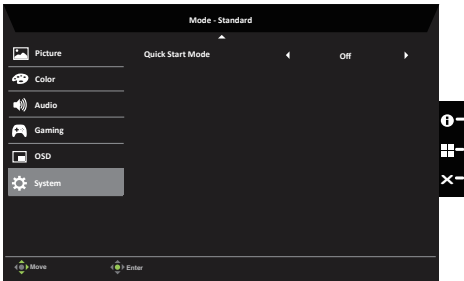 Mode - Standard
Picture
Quick Start Mode Off
Color
Audio
Gaming
OSD
System
Move Enter